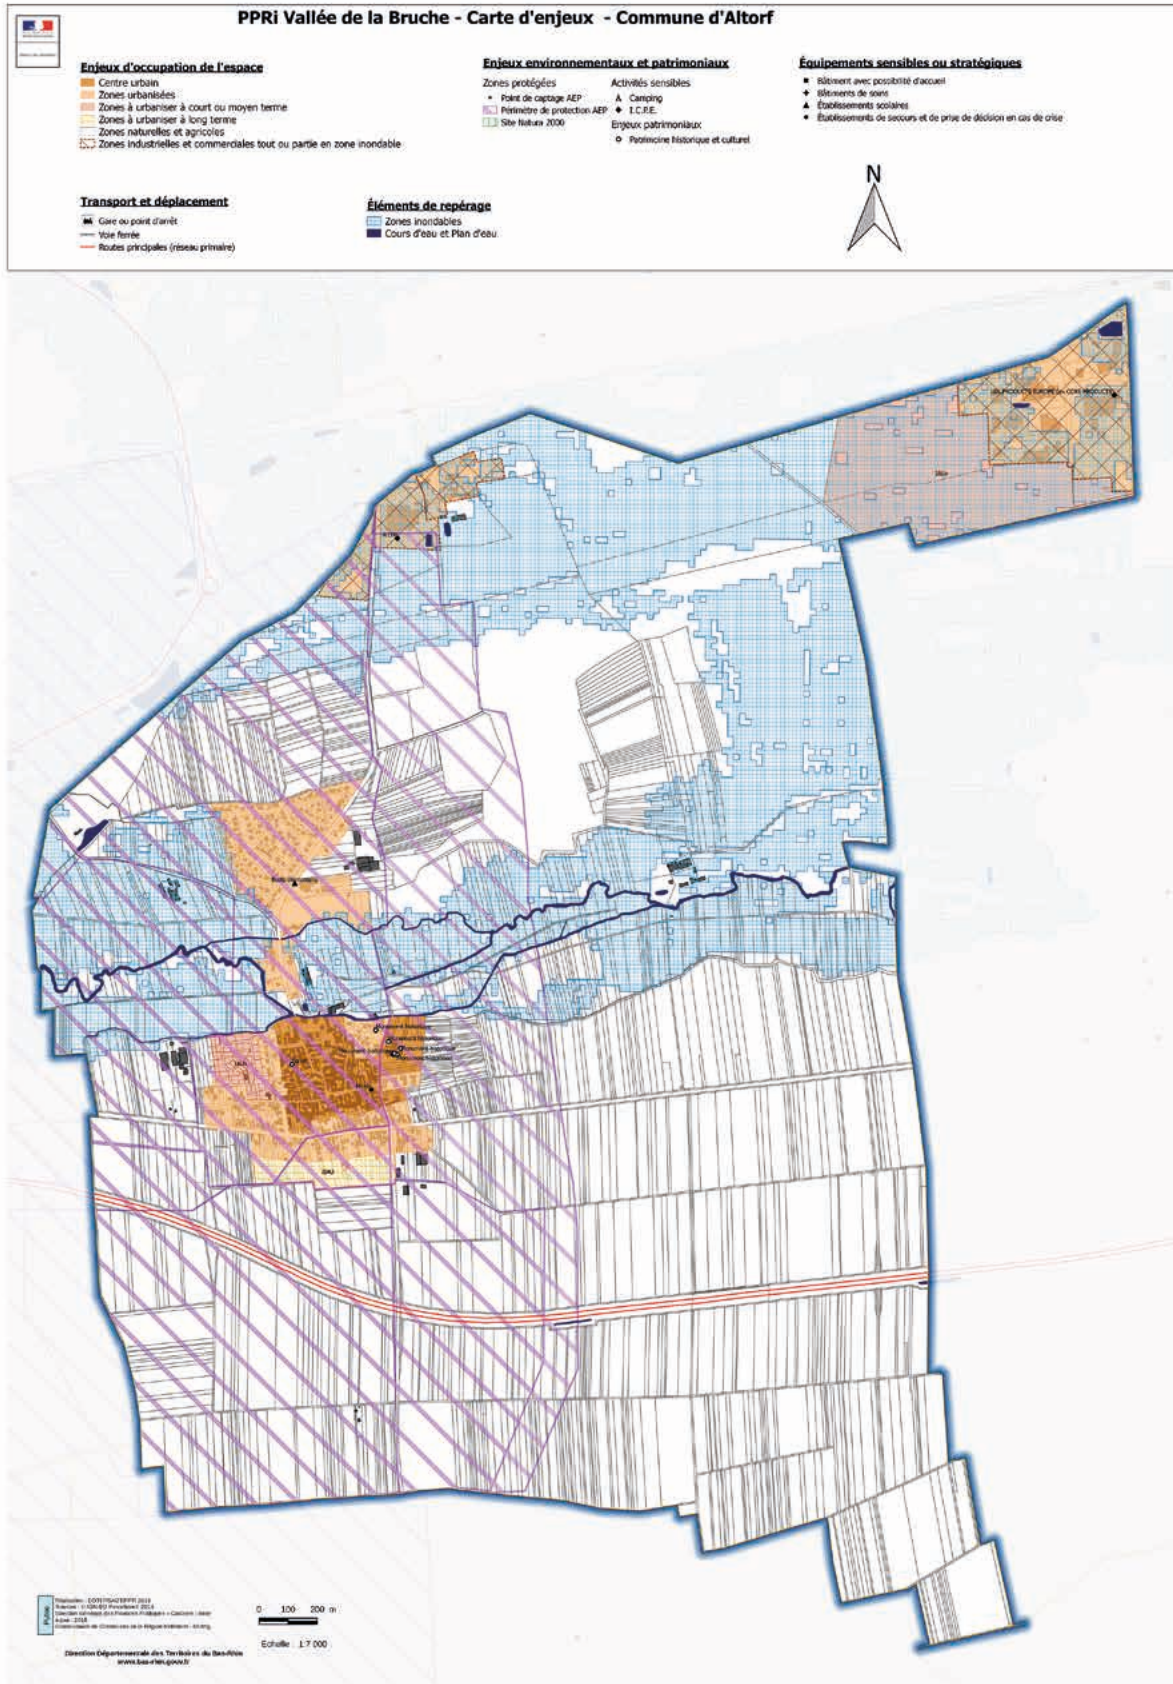 PPRi Vallée de la Bruche - Carte d'enjeux - Commune d'Altorf
Enjeux d'occupation de l'espace
Centre urbain
Zones urbanisées
Zones à urbaniser à court ou moyen terme
Zones à urbaniser à long terme
Zones naturelles et agricoles
Zones industrielles et commerciales tout ou partie en zone inondable
Enjeux environnementaux et patrimoniaux
Zones protégées
Point de captage AEP
Périmètre de protection AEP
Site Natura 2000
Activités sensibles
Camping
I.C.P.E.
Enjeux patrimoniaux
Patrimoine historique et culturel
Équipements sensibles ou stratégiques
Bâtiment avec possibilité d'accueil
Bâtiments de soins
Établissements scolaires
Établissements de secours et de prise de décision en cas de crise
Transport et déplacement
Gare ou point d'arrêt
Voie ferrée
Routes principales (réseau primaire)
Éléments de repérage
Zones inondables
Cours d'eau et Plan d'eau
N
0 100 200 m
Échelle : 1:7 000
Direction Départementale des Territoires du Bas-Rhin
www.bas-rhin.gouv.fr